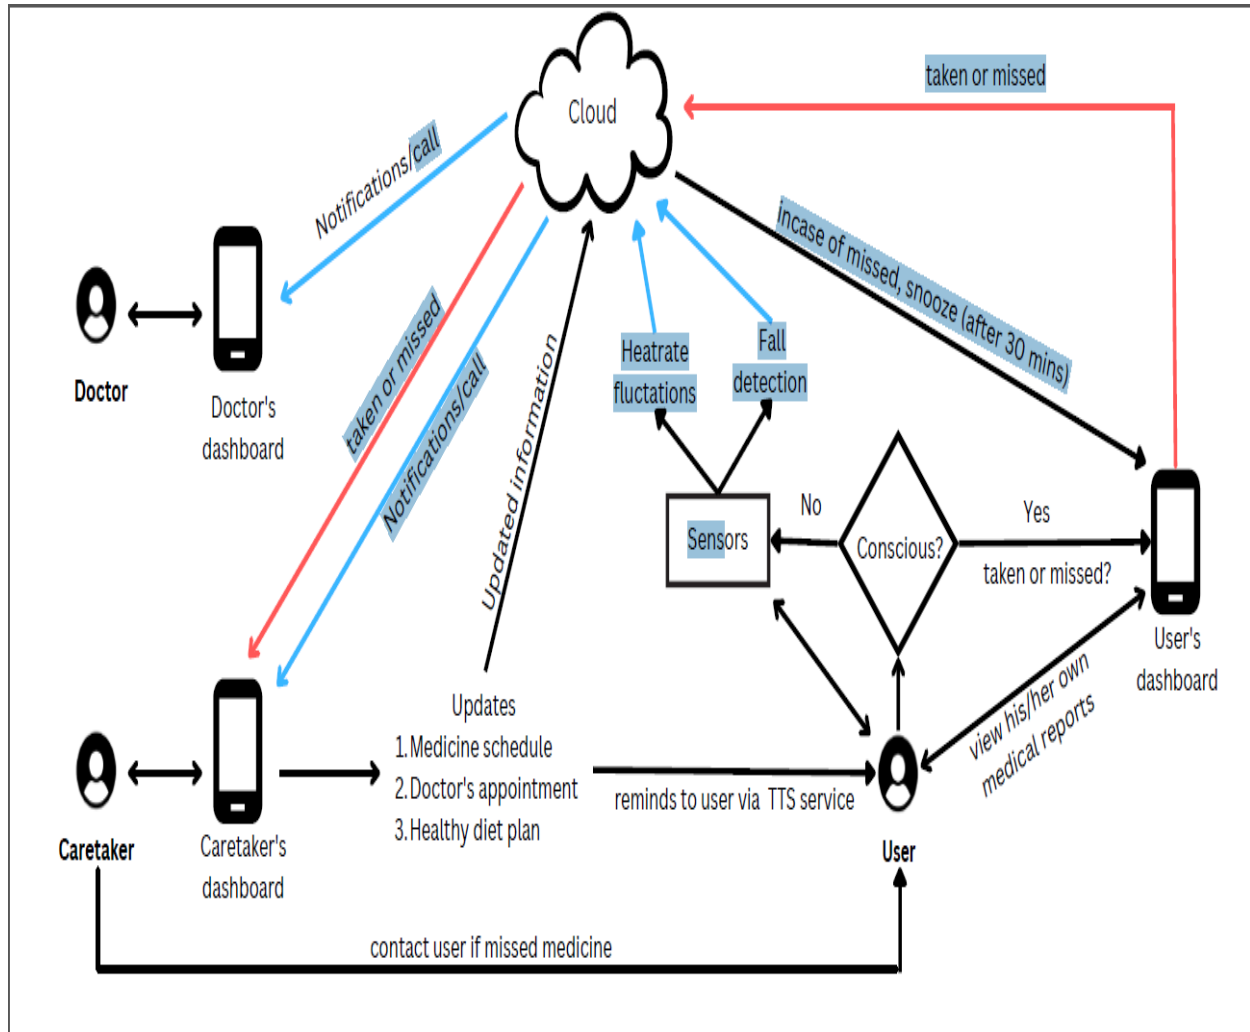 Cloud
taken or missed
Notifications/call
incase of missed, snooze (after 30 mins)
Doctor
Doctor's
dashboard
taken or missed
Notifications/call
Updated information
Heatrate
fluctations
Fall
detection
Sensors
No
Conscious?
Yes
taken or missed?
User's
dashboard
view his/her own
medical reports
Caretaker
Caretaker's
dashboard
Updates
1. Medicine schedule
2. Doctor's appointment
3. Healthy diet plan
reminds to user via TTS service
User
contact user if missed medicine